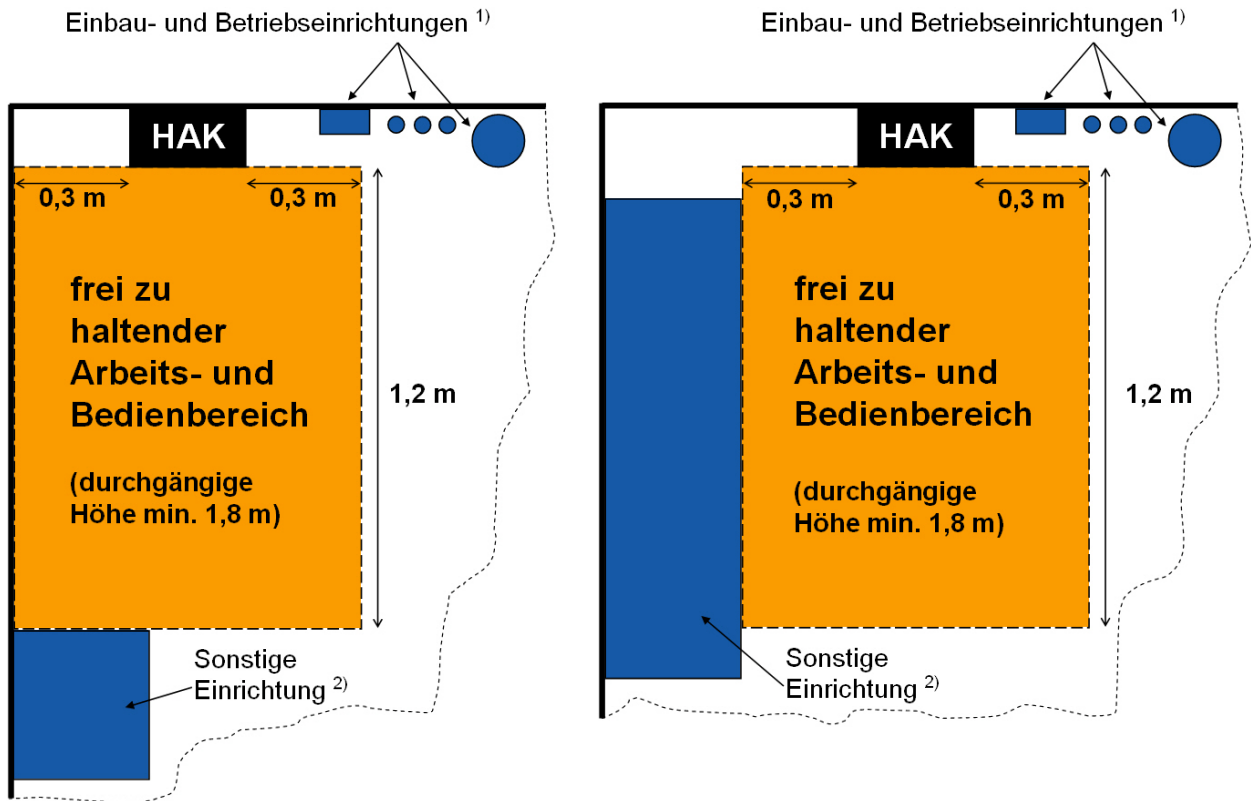 Einbau- und Betriebseinrichtungen 1)
HAK
0,3 m
0,3 m
frei zu
haltender
Arbeits- und
Bedienbereich
(durchgängige
Höhe min. 1,8 m)
1,2 m
Sonstige
Einrichtung 2)
Einbau- und Betriebseinrichtungen 1)
HAK
0,3 m
0,3 m
frei zu
haltender
Arbeits- und
Bedienbereich
(durchgängige
Höhe min. 1,8 m)
1,2 m
Sonstige
Einrichtung 2)